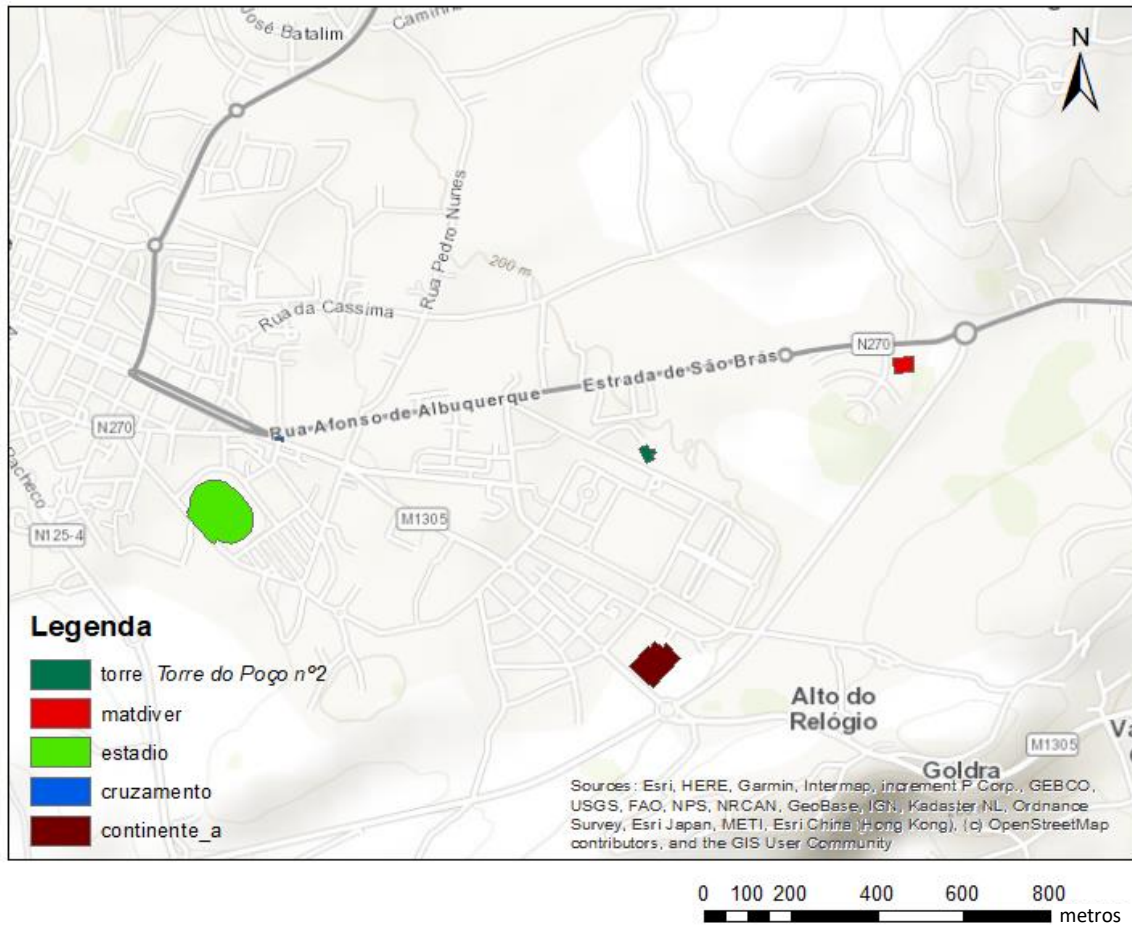 José Batalim
Caminh
N
Rua Pedro Nunes
200 m
Rua da Cassima
N270
Rua Afonso de Albuquerque
Estrada de São Brás
N270
Pacheco
M1305
N125-4
Alto do
Relógio
M1305
Va
Goldra
Legenda
torre Torre do Poço nº2
matdiver
estadio
cruzamento
continente_a
Sources: Esri, HERE, Garmin, Intermap, increment P Corp., GEBCO,
USGS, FAO, NPS, NRCAN, GeoBase, IGN, Kadaster NL, Ordnance
Survey, Esri Japan, METI, Esri China (Hong Kong), (c) OpenStreetMap
contributors, and the GIS User Community
0 100 200 400 600 800
metros